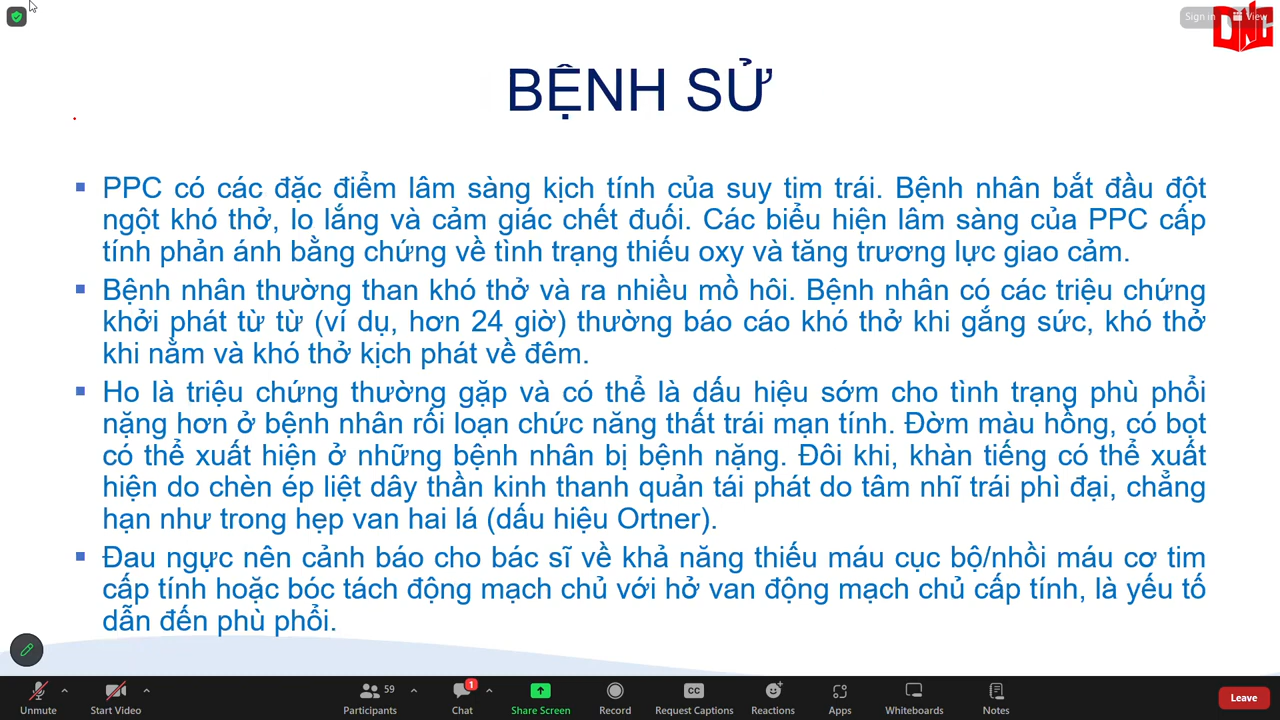 Sign in
View
DNC
BỆNH SỬ
PPC có các đặc điểm lâm sàng kịch tính của suy tim trái. Bệnh nhân bắt đầu đột
ngột khó thở, lo lắng và cảm giác chết đuối. Các biểu hiện lâm sàng của PPC cấp
tính phản ánh bằng chứng về tình trạng thiếu oxy và tăng trương lực giao cảm.
Bệnh nhân thường than khó thở và ra nhiều mồ hôi. Bệnh nhân có các triệu chứng
khởi phát từ từ (ví dụ, hơn 24 giờ) thường báo cáo khó thở khi gắng sức, khó thở
khi nằm và khó thở kịch phát về đêm.
Ho là triệu chứng thường gặp và có thể là dấu hiệu sớm cho tình trạng phù phổi
nặng hơn ở bệnh nhân rối loạn chức năng thất trái mạn tính. Đờm màu hồng, có bọt
có thể xuất hiện ở những bệnh nhân bị bệnh nặng. Đôi khi, khàn tiếng có thể xuất
hiện do chèn ép liệt dây thần kinh thanh quản tái phát do tâm nhĩ trái phì đại, chẳng
hạn như trong hẹp van hai lá (dấu hiệu Ortner).
Đau ngực nên cảnh báo cho bác sĩ về khả năng thiếu máu cục bộ/nhồi máu cơ tim
cấp tính hoặc bóc tách động mạch chủ với hở van động mạch chủ cấp tính, là yếu tố
dẫn đến phù phổi.
Unmute
Start Video
59
Participants
1
Chat
Share Screen
Record
CC
Request Captions
Reactions
Apps
Whiteboards
Notes
Leave